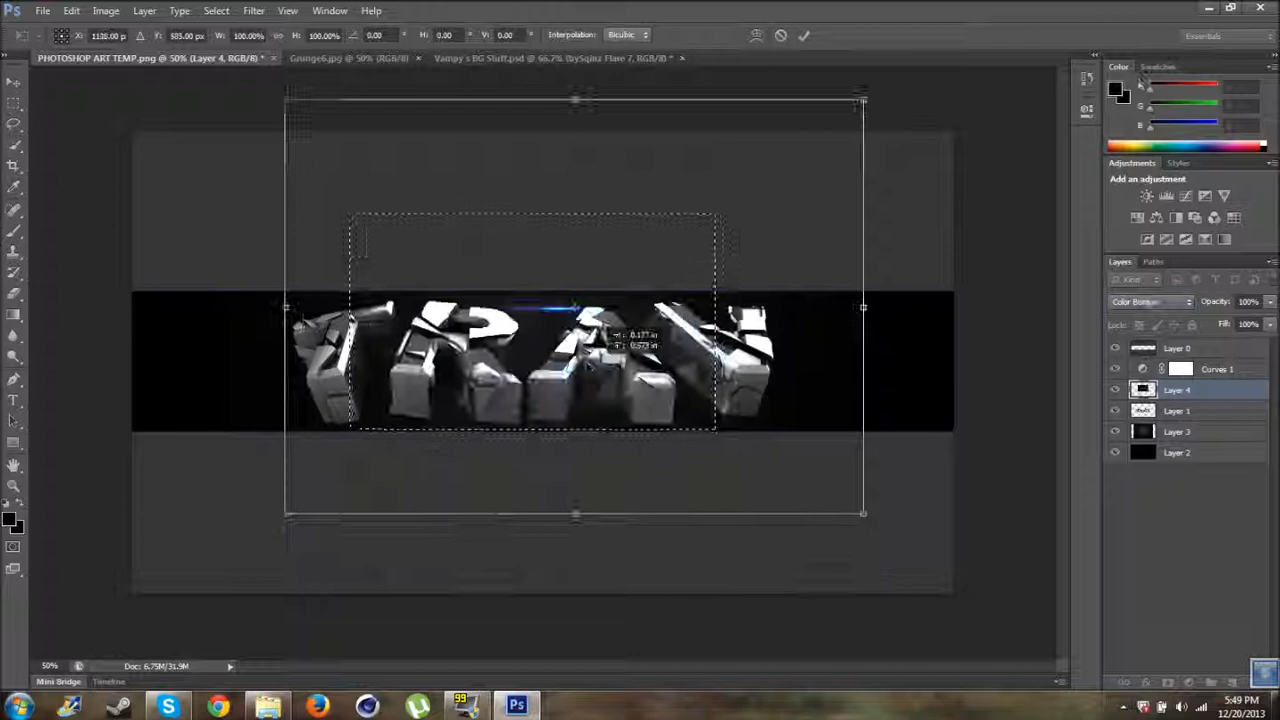 Ps File Edit Image Layer Type Select Filter View Window Help
X: 1138.00 p Y: 585.00 px W: 100.00% H: 100.00% 0.00 ° H: 0.00 ° V: 0.00 ° Interpolation: Bicubic Essentials
PHOTOSHOP ART TEMP.png @ 50% (Layer 4, RGB/8) * × Grunge6.jpg @ 50% (RGB/8) × Vampy's BG Stuff.psd @ 66.7% (bySqinz Flare 7, RGB/8) * ×
Color Swatches
R
G
B
Adjustments Styles
Add an adjustment
Layers Paths
Kind
Opacity: 100%
Lock: Fill: 100%
Layer 0
Curves 1
Layer 4
Layer 1
Layer 3
Layer 2
50% Doc: 6.75M/31.9M
Mini Bridge Timeline
99
Ps
5:49 PM
12/20/2013